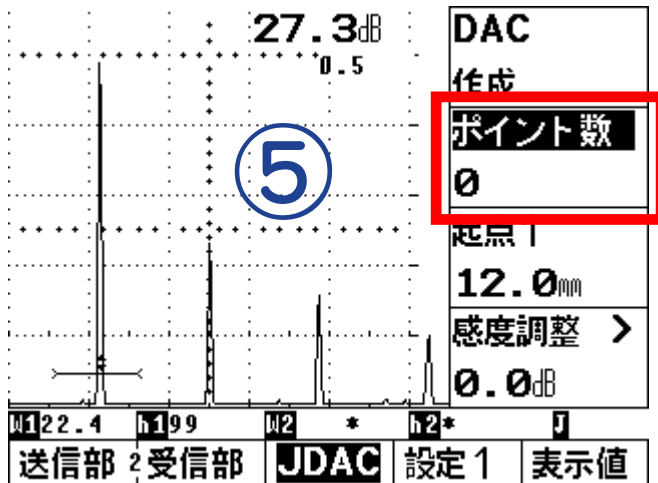 27.3dB
0.5
⑤
DAC
作成
ポイント数
0
起点1
12.0mm
感度調整 >
0.0dB
W1 22.4 h1 99 W2 * h2 * J
送信部 2 受信部 JDAC 設定1 表示値